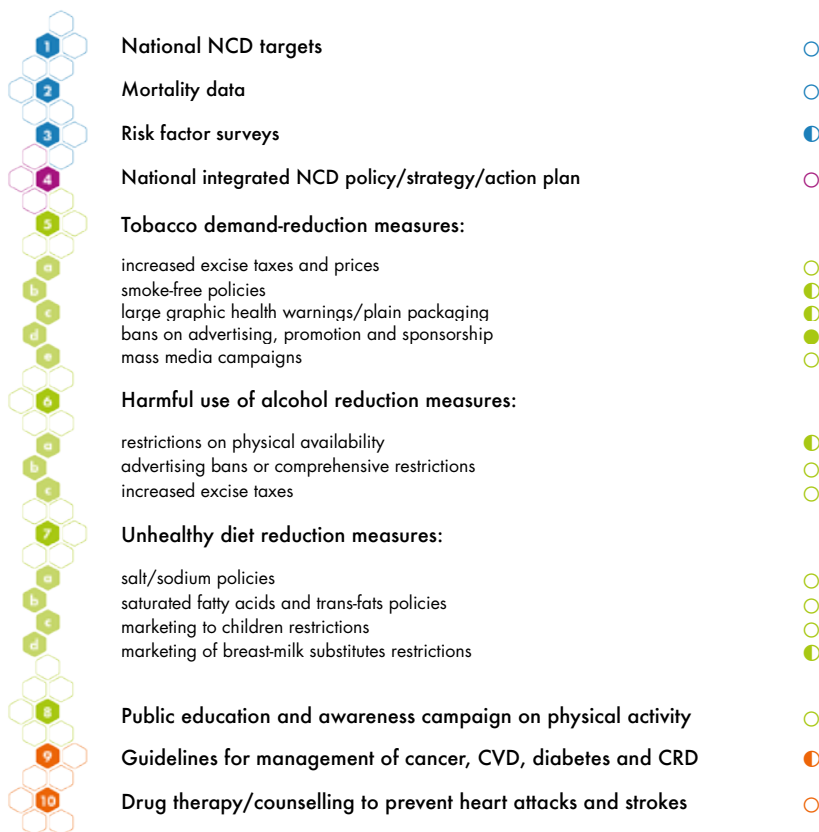 1 National NCD targets
2 Mortality data
3 Risk factor surveys
4 National integrated NCD policy/strategy/action plan
5 Tobacco demand-reduction measures:
a increased excise taxes and prices
b smoke-free policies
c large graphic health warnings/plain packaging
d bans on advertising, promotion and sponsorship
e mass media campaigns
6 Harmful use of alcohol reduction measures:
a restrictions on physical availability
b advertising bans or comprehensive restrictions
c increased excise taxes
7 Unhealthy diet reduction measures:
a salt/sodium policies
b saturated fatty acids and trans-fats policies
c marketing to children restrictions
d marketing of breast-milk substitutes restrictions
8 Public education and awareness campaign on physical activity
9 Guidelines for management of cancer, CVD, diabetes and CRD
10 Drug therapy/counselling to prevent heart attacks and strokes